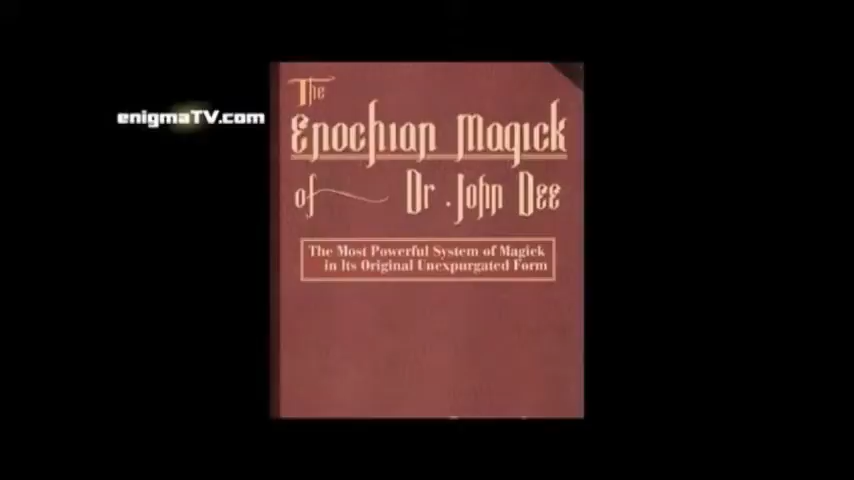 enigmaTV.com
The
Enochian Magick
of Dr. John Dee
The Most Powerful System of Magick
in Its Original Unexpurgated Form